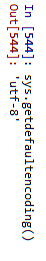 In [544]: sys.getdefaultencoding()
Out[544]: 'utf-8'